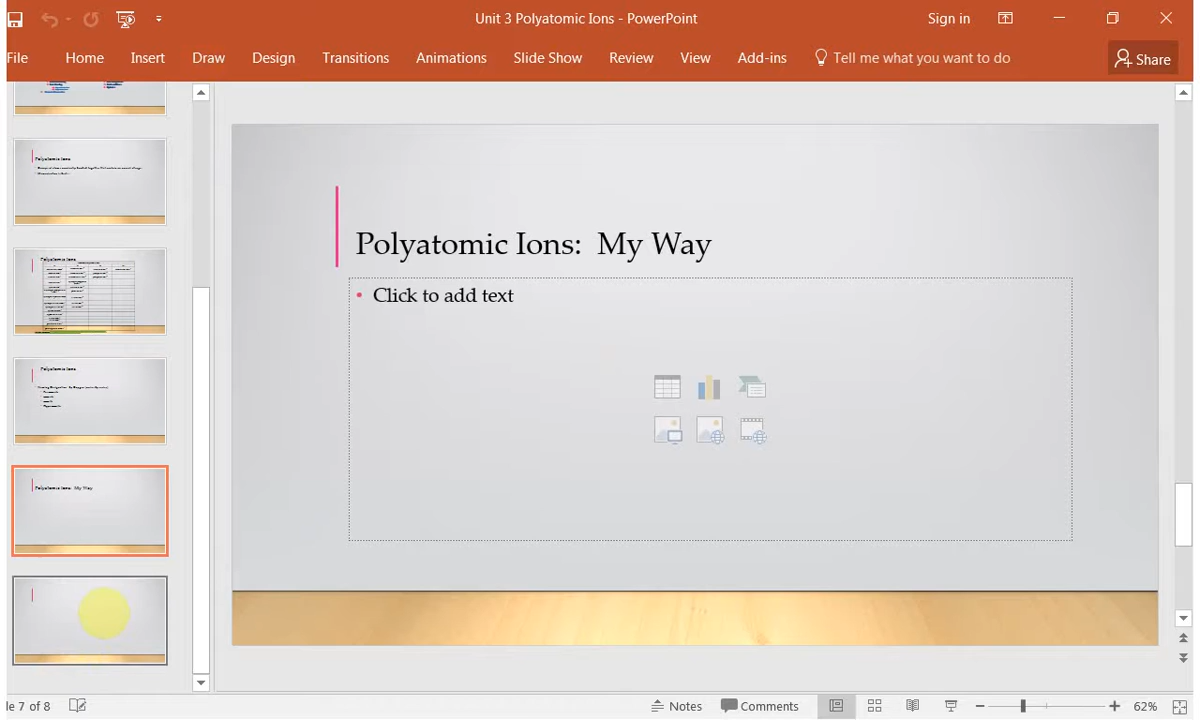 Unit 3 Polyatomic Ions - PowerPoint
Sign in
File Home Insert Draw Design Transitions Animations Slide Show Review View Add-ins Tell me what you want to do Share
Polyatomic Ions
Polyatomic Ions
Polyatomic Ions
Polyatomic Ions: My Way
Polyatomic Ions: My Way
• Click to add text
le 7 of 8 Notes Comments 62%